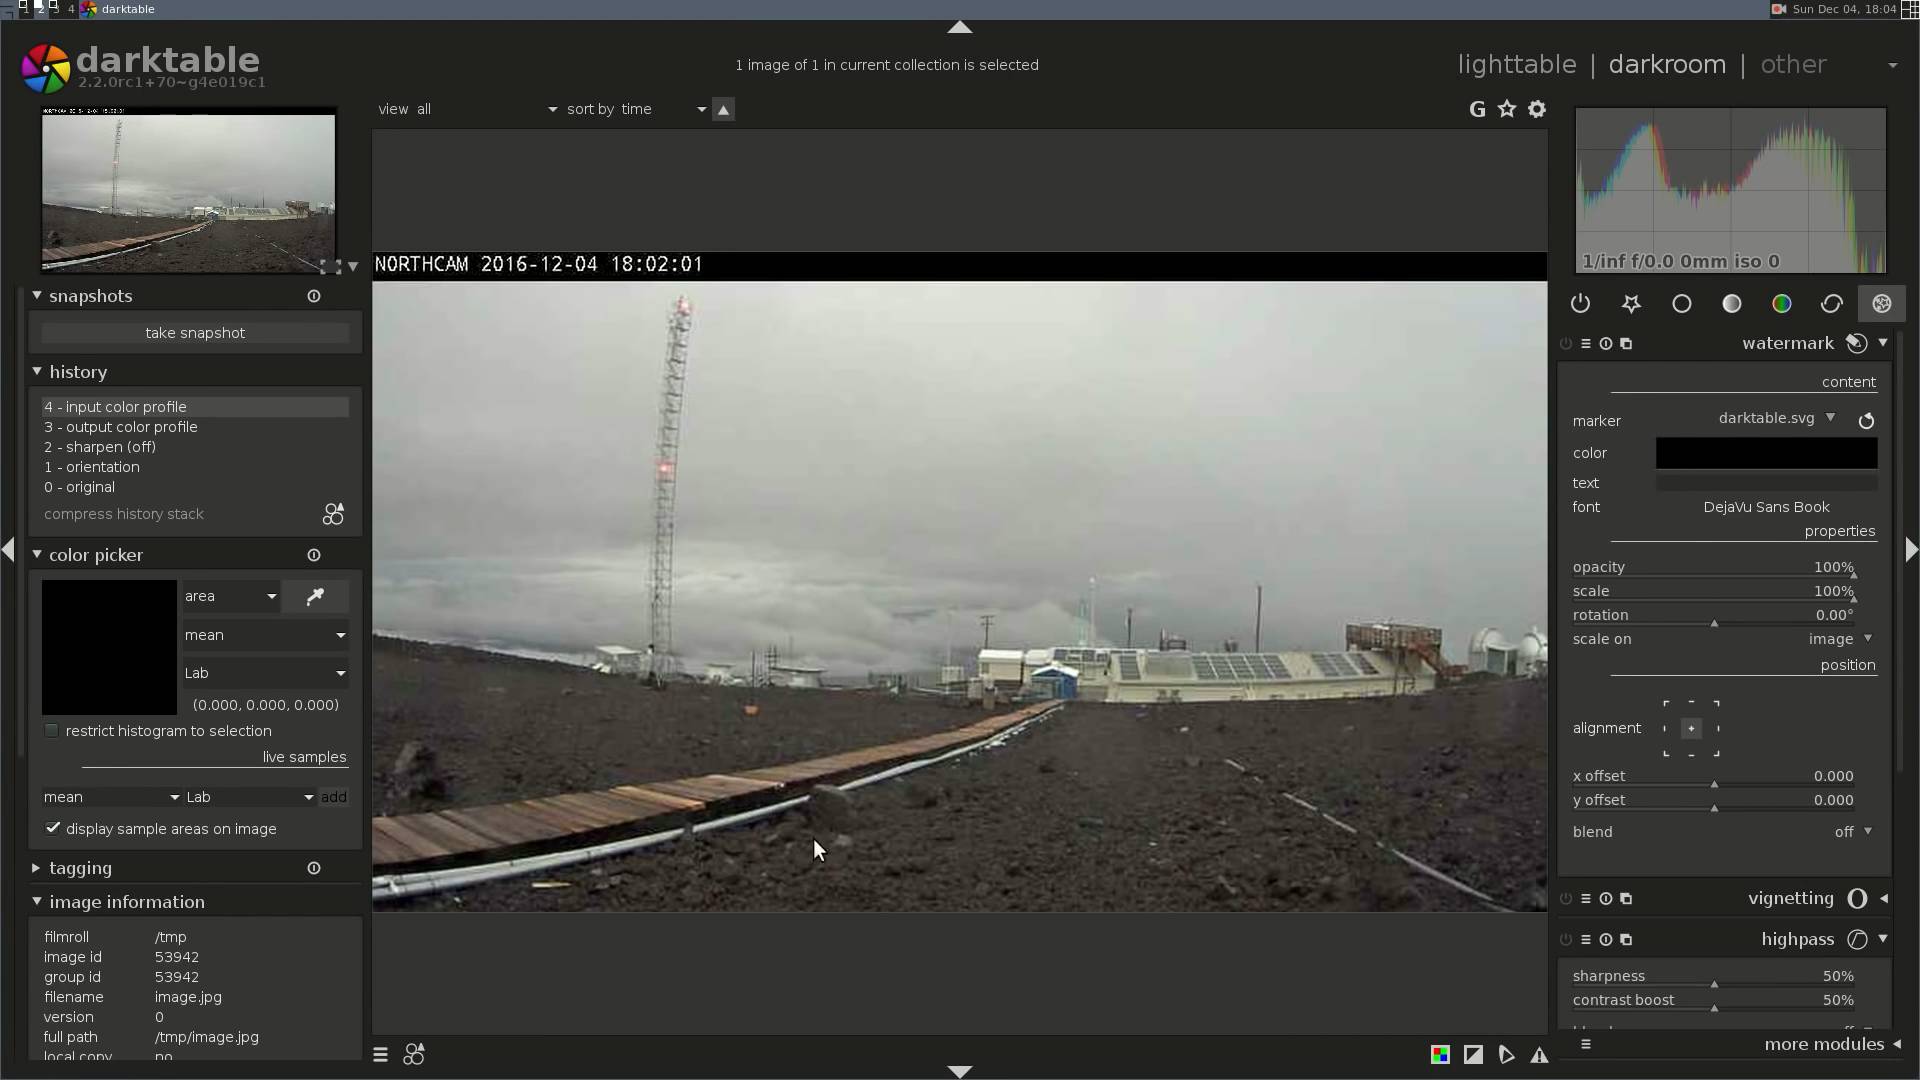 1 2 3 4 darktable
Sun Dec 04, 18:04
darktable
2.2.0rc1+70~g4e019c1
1 image of 1 in current collection is selected
lighttable | darkroom | other
view all sort by time
G
snapshots
take snapshot
history
4 - input color profile
3 - output color profile
2 - sharpen (off)
1 - orientation
0 - original
compress history stack
color picker
area
mean
Lab
(0.000, 0.000, 0.000)
restrict histogram to selection
live samples
mean Lab add
display sample areas on image
tagging
image information
filmroll /tmp
image id 53942
group id 53942
filename image.jpg
version 0
full path /tmp/image.jpg
local copy no
NORTHCAM 2016-12-04 18:02:01
1/inf f/0.0 0mm iso 0
watermark
content
marker darktable.svg
color
text
font DejaVu Sans Book
properties
opacity 100%
scale 100%
rotation 0.00°
scale on image
position
alignment
x offset 0.000
y offset 0.000
blend off
vignetting
highpass
sharpness 50%
contrast boost 50%
more modules